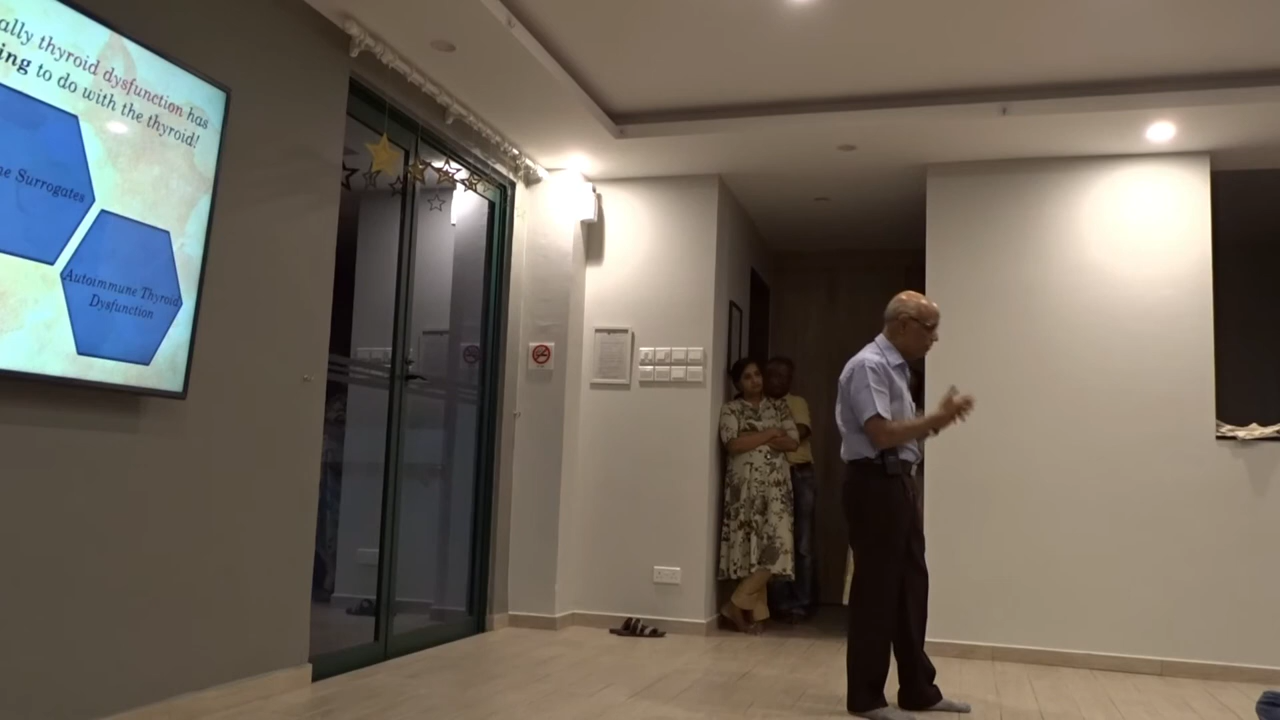 ally thyroid dysfunction has
ing to do with the thyroid!
ne Surrogates
Autoimmune Thyroid
Dysfunction